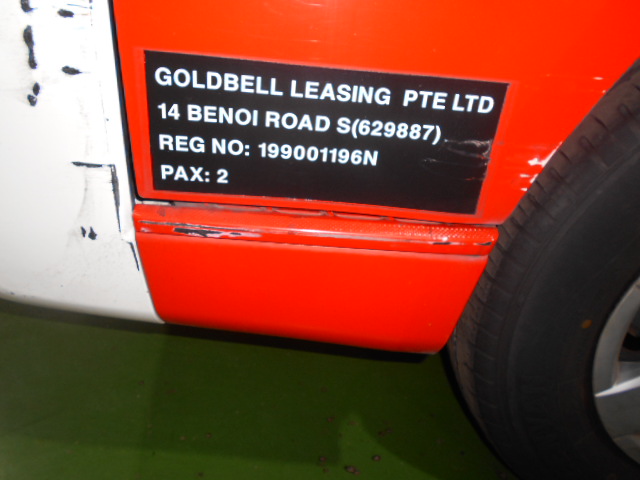 GOLDBELL LEASING PTE LTD
14 BENOI ROAD S(629887)
REG NO: 199001196N
PAX: 2